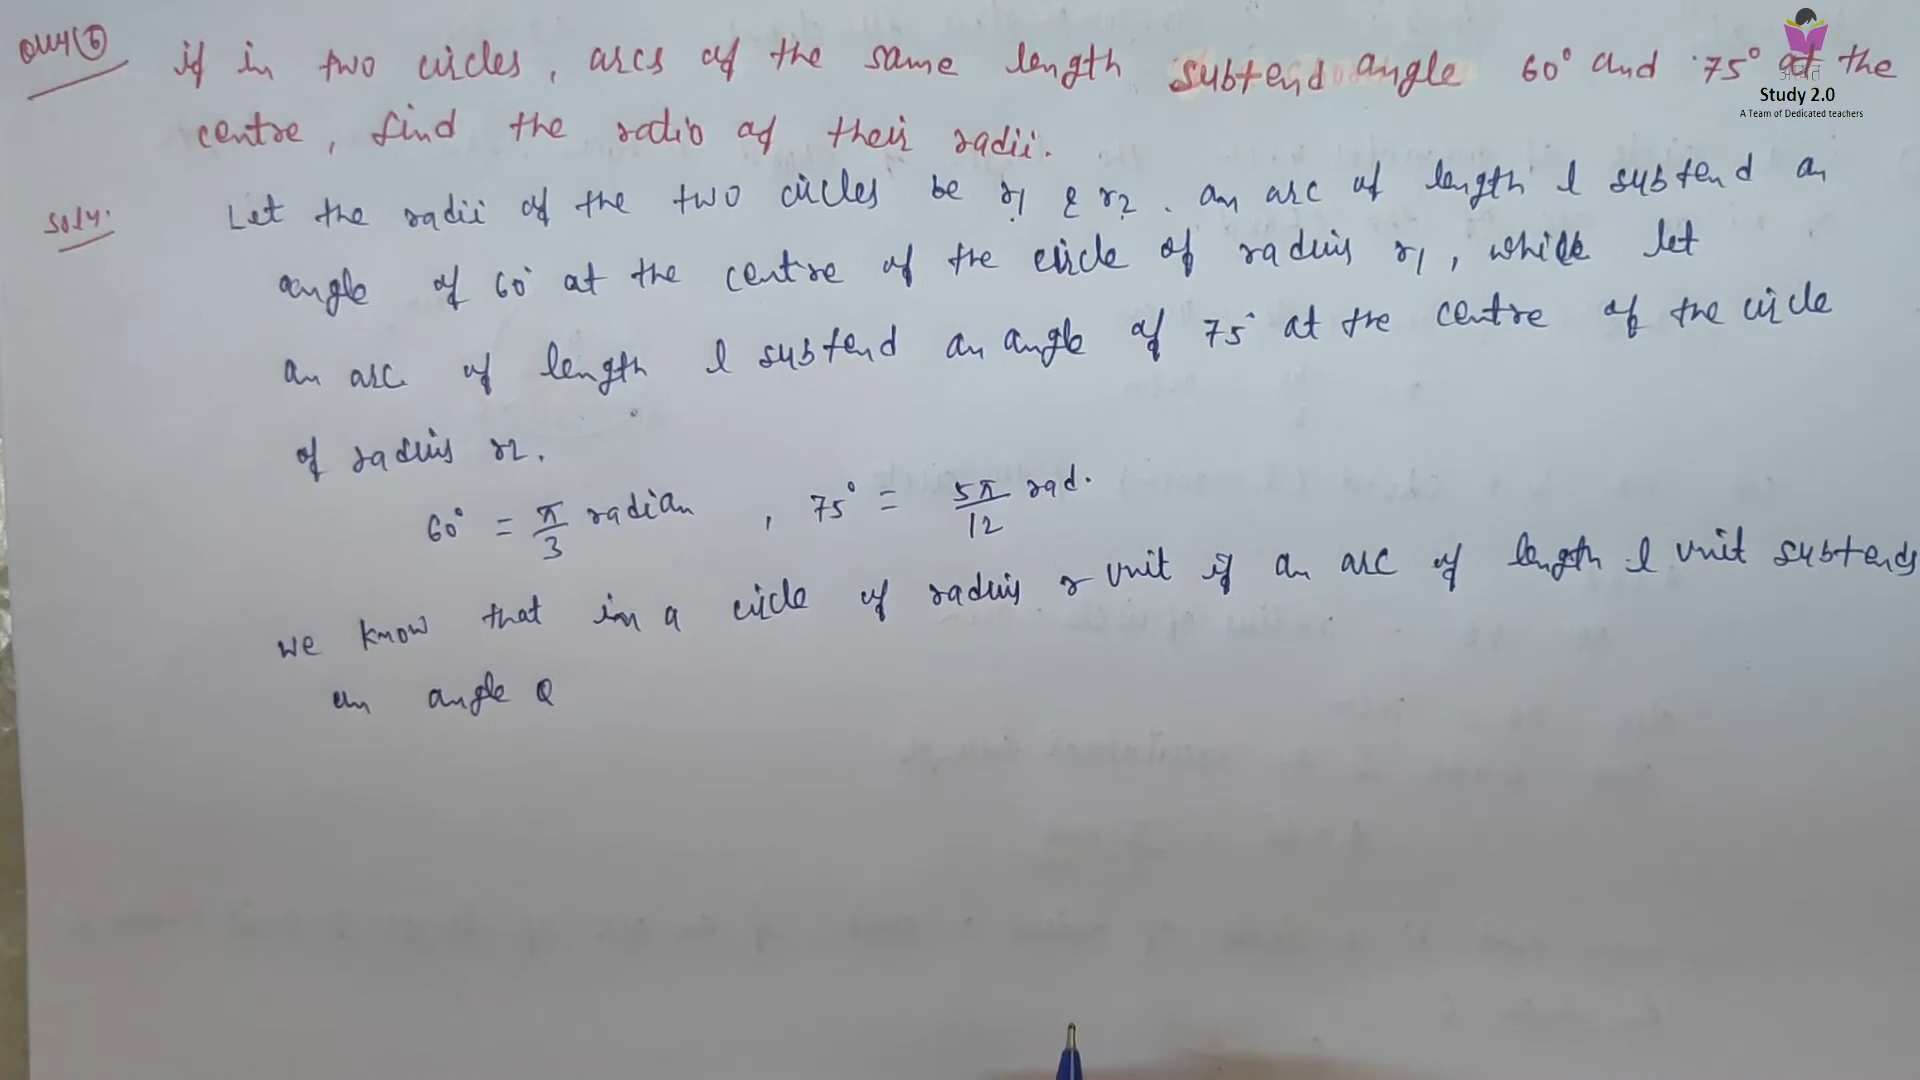 Qus(6) if in two circles, arcs of the same length subtend angle 60° and 75° at the
centre, find the ratio of their radii.
Soln. Let the radii of the two circles be r1 & r2. an arc of length l subtend an
angle of 60° at the centre of the circle of radius r1, while let
an arc of length l subtend an angle of 75° at the centre of the circle
of radius r2.
60° = π/3 radian , 75° = 5π/12 rad.
we know that in a circle of radius r unit if an arc of length l unit subtends
an angle Q
Study 2.0
A Team of Dedicated teachers